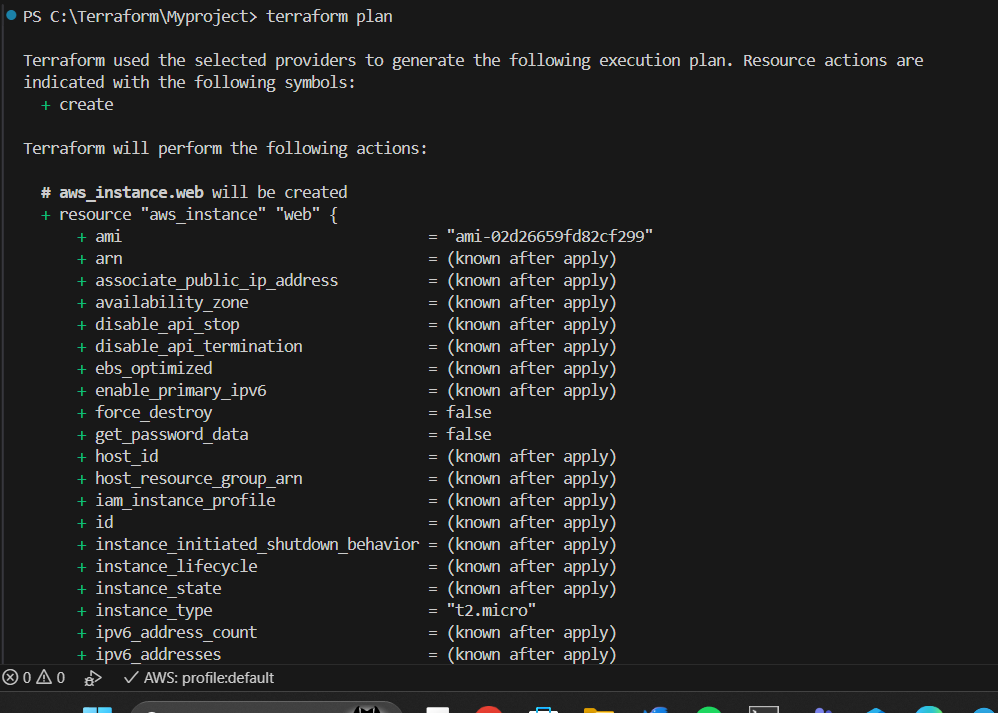 PS C:\Terraform\Myproject> terraform plan
Terraform used the selected providers to generate the following execution plan. Resource actions are
indicated with the following symbols:
+ create
Terraform will perform the following actions:
# aws_instance.web will be created
+ resource "aws_instance" "web" {
+ ami = "ami-02d26659fd82cf299"
+ arn = (known after apply)
+ associate_public_ip_address = (known after apply)
+ availability_zone = (known after apply)
+ disable_api_stop = (known after apply)
+ disable_api_termination = (known after apply)
+ ebs_optimized = (known after apply)
+ enable_primary_ipv6 = (known after apply)
+ force_destroy = false
+ get_password_data = false
+ host_id = (known after apply)
+ host_resource_group_arn = (known after apply)
+ iam_instance_profile = (known after apply)
+ id = (known after apply)
+ instance_initiated_shutdown_behavior = (known after apply)
+ instance_lifecycle = (known after apply)
+ instance_state = (known after apply)
+ instance_type = "t2.micro"
+ ipv6_address_count = (known after apply)
+ ipv6_addresses = (known after apply)
0 0 AWS: profile:default